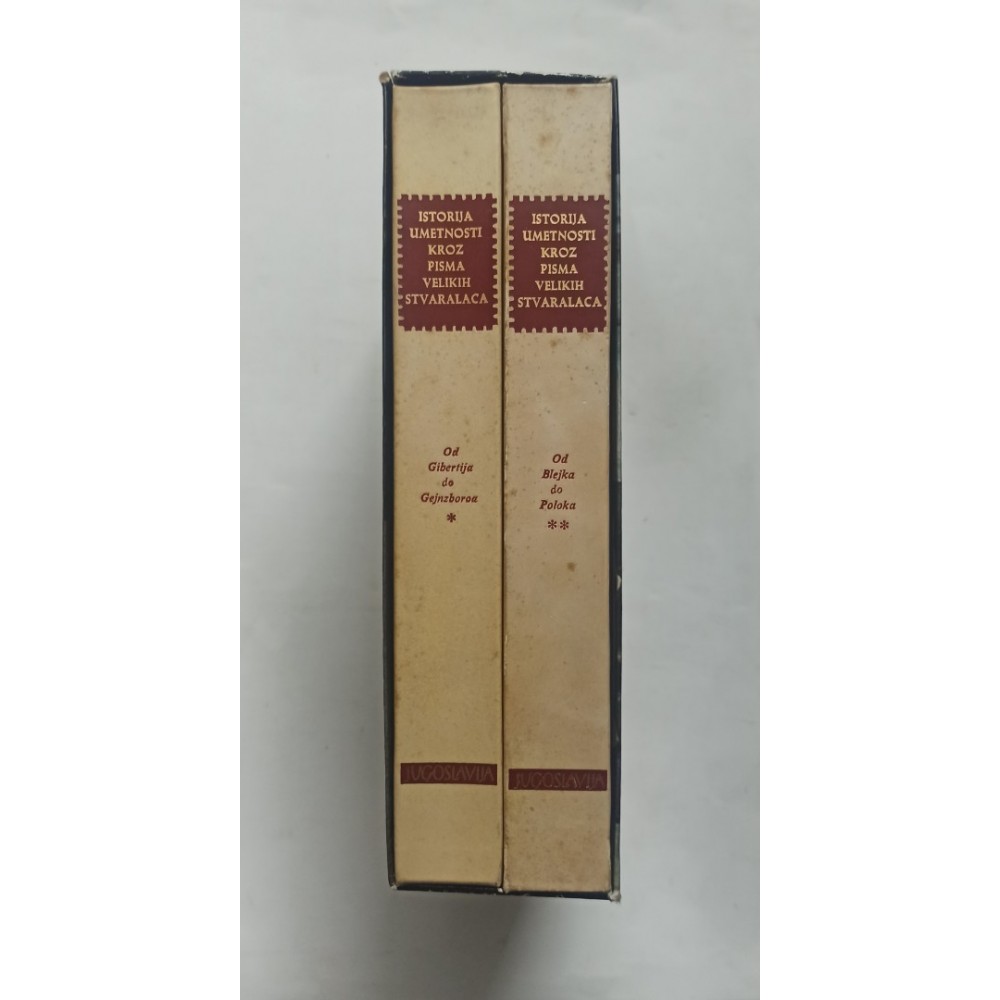 ISTORIJA
UMETNOSTI
KROZ
PISMA
VELIKIH
STVARALACA
Od
Gibertija
do
Gejnzboroa
*
JUGOSLAVIJA
ISTORIJA
UMETNOSTI
KROZ
PISMA
VELIKIH
STVARALACA
Od
Blejka
do
Poloka
**
JUGOSLAVIJA